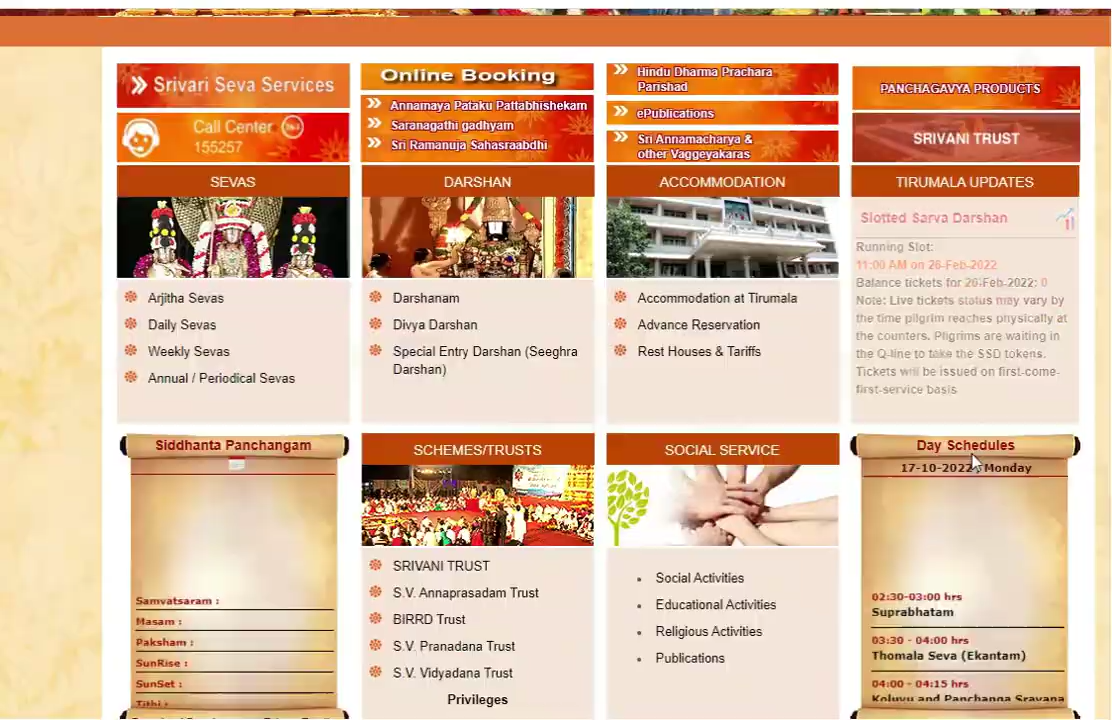 Srivari Seva Services
Call Center
155257
Online Booking
Annamaya Pataku Pattabhishekam
Saranagathi gadhyam
Sri Ramanuja Sahasraabdhi
Hindu Dharma Prachara
Parishad
ePublications
Sri Annamacharya &
other Vaggeyakaras
PANCHAGAVYA PRODUCTS
SRIVANI TRUST
SEVAS
Arjitha Sevas
Daily Sevas
Weekly Sevas
Annual / Periodical Sevas
DARSHAN
Darshanam
Divya Darshan
Special Entry Darshan (Seeghra
Darshan)
ACCOMMODATION
Accommodation at Tirumala
Advance Reservation
Rest Houses & Tariffs
TIRUMALA UPDATES
Slotted Sarva Darshan
Running Slot:
11:00 AM on 26-Feb-2022
Balance tickets for 26-Feb-2022: 0
Note: Live tickets status may vary by
the time pilgrim reaches physically at
the counters. Pilgrims are waiting in
the Q-line to take the SSD tokens.
Tickets will be issued on first-come-
first-service basis
Siddhanta Panchangam
Samvatsaram :
Masam :
Paksham :
SunRise :
SunSet :
Tithi :
SCHEMES/TRUSTS
SRIVANI TRUST
S.V. Annaprasadam Trust
BIRRD Trust
S.V. Pranadana Trust
S.V. Vidyadana Trust
Privileges
SOCIAL SERVICE
Social Activities
Educational Activities
Religious Activities
Publications
Day Schedules
17-10-2022 Monday
02:30-03:00 hrs
Suprabhatam
03:30 - 04:00 hrs
Thomala Seva (Ekantam)
04:00 - 04:15 hrs
Koluvu and Panchanga Sravana